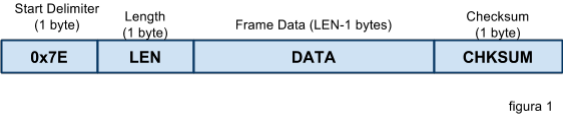 Start Delimiter
(1 byte)
Length
(1 byte)
Frame Data (LEN-1 bytes)
Checksum
(1 byte)
0x7E
LEN
DATA
CHKSUM
figura 1